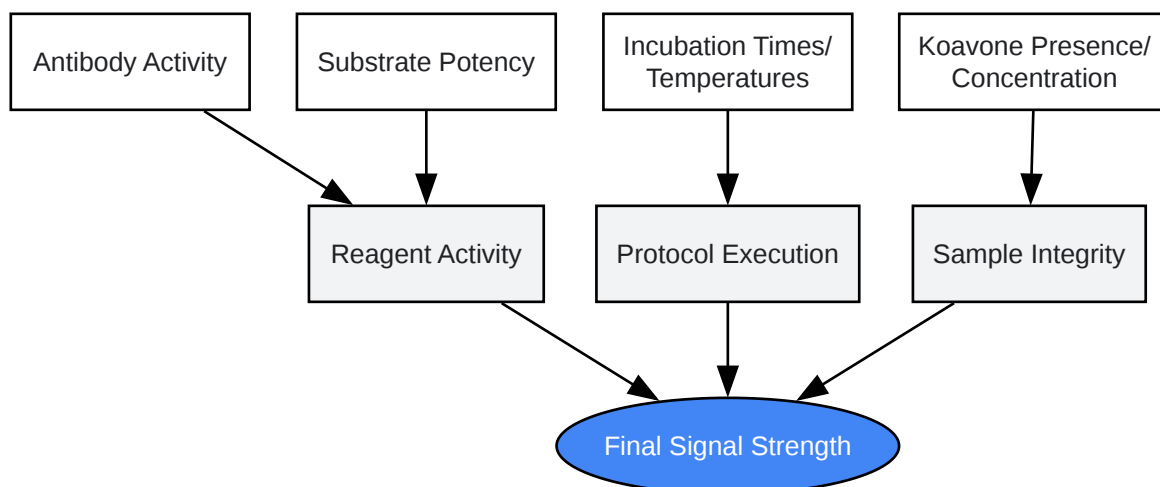 Antibody Activity
Substrate Potency
Incubation Times/
Temperatures
Koavone Presence/
Concentration
Reagent Activity
Protocol Execution
Sample Integrity
Final Signal Strength